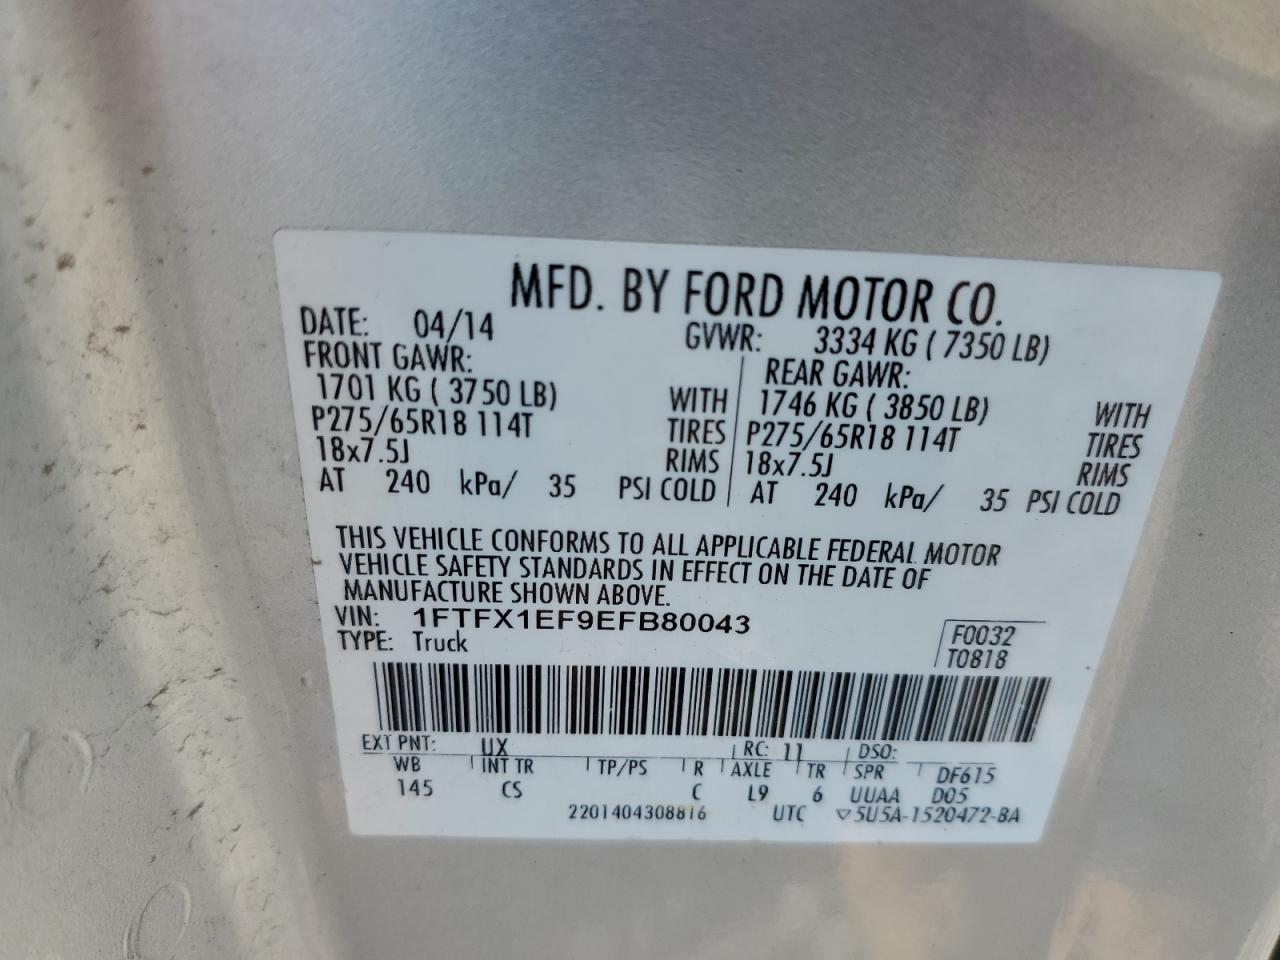 MFD. BY FORD MOTOR CO.
DATE: 04/14 GVWR: 3334 KG ( 7350 LB)
FRONT GAWR: REAR GAWR:
1701 KG ( 3750 LB) WITH 1746 KG ( 3850 LB) WITH
P275/65R18 114T TIRES P275/65R18 114T TIRES
18x7.5J RIMS 18x7.5J RIMS
AT 240 kPa/ 35 PSI COLD AT 240 kPa/ 35 PSI COLD
THIS VEHICLE CONFORMS TO ALL APPLICABLE FEDERAL MOTOR
VEHICLE SAFETY STANDARDS IN EFFECT ON THE DATE OF
MANUFACTURE SHOWN ABOVE.
VIN: 1FTFX1EF9EFB80043 F0032
TYPE: Truck T0818
EXT PNT: UX RC: 11 DSO:
WB INT TR TP/PS R AXLE TR SPR DF615
145 CS C L9 6 UUAA D05
2201404308816 UTC ▽5U5A-1520472-BA